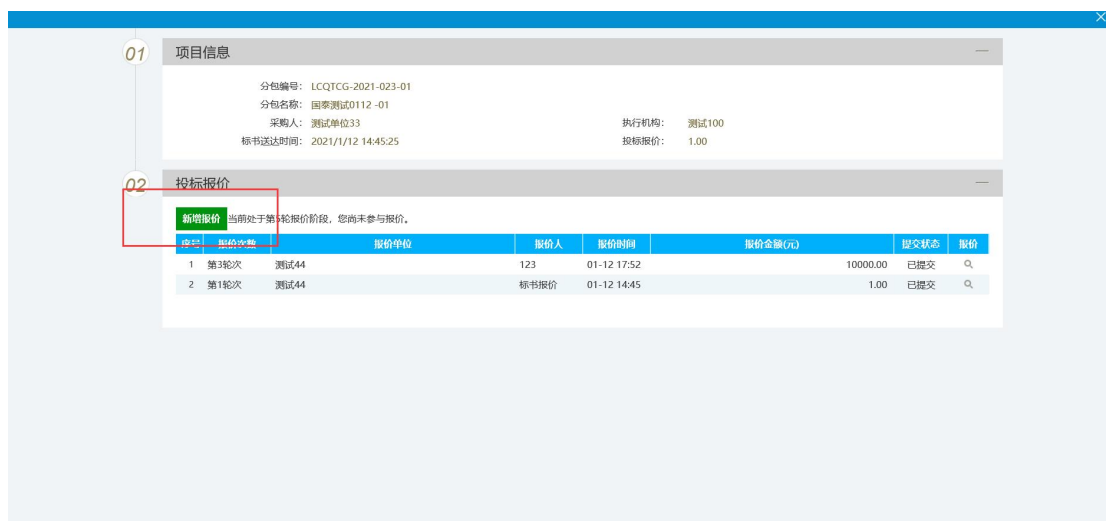 01 项目信息
分包编号： LCQTCG-2021-023-01
分包名称： 国泰测试0112 -01
采购人： 测试单位33 执行机构： 测试100
标书送达时间： 2021/1/12 14:45:25 投标报价： 1.00
02 投标报价
新增报价 当前处于第5轮报价阶段，您尚未参与报价。
序号 报价次数 报价单位 报价人 报价时间 报价金额(元) 提交状态 报价
1 第3轮次 测试44 123 01-12 17:52 10000.00 已提交
2 第1轮次 测试44 标书报价 01-12 14:45 1.00 已提交